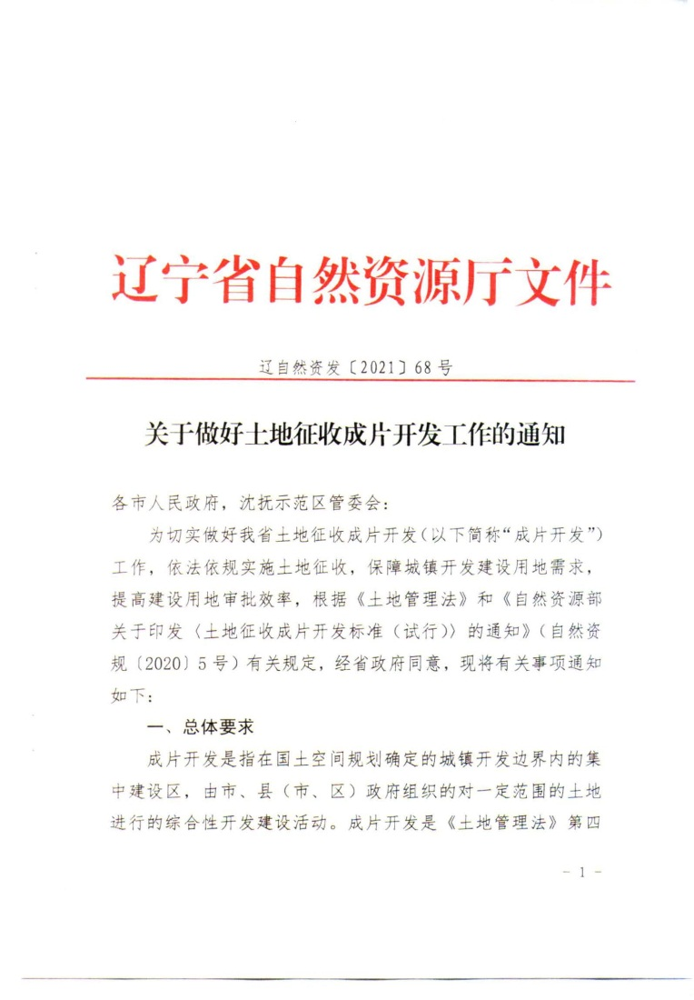 辽宁省自然资源厅文件
辽自然资发〔2021〕68号
关于做好土地征收成片开发工作的通知
各市人民政府，沈抚示范区管委会：
为切实做好我省土地征收成片开发（以下简称“成片开发”）
工作，依法依规实施土地征收，保障城镇开发建设用地需求，
提高建设用地审批效率，根据《土地管理法》和《自然资源部
关于印发〈土地征收成片开发标准（试行）〉的通知》（自然资
规〔2020〕5号）有关规定，经省政府同意，现将有关事项通知
如下：
一、总体要求
成片开发是指在国土空间规划确定的城镇开发边界内的集
中建设区，由市、县（市、区）政府组织的对一定范围的土地
进行的综合性开发建设活动。成片开发是《土地管理法》第四
－1－